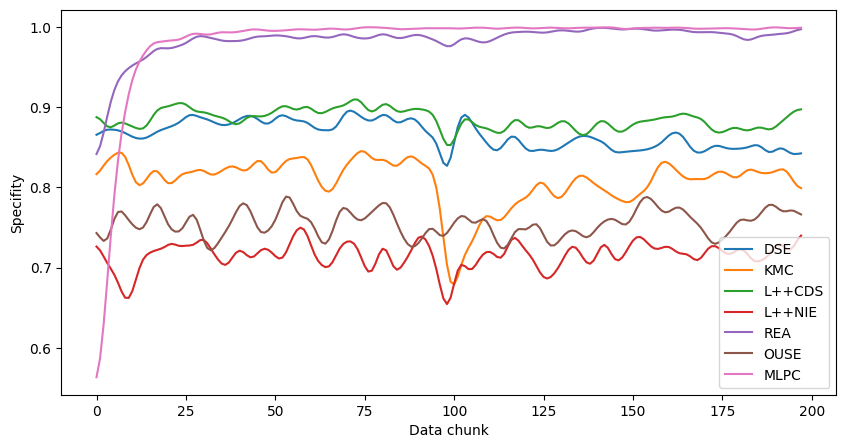 1.0
0.9
0.8
0.7
0.6
Specifity
0
25
50
75
100
125
150
175
200
Data chunk
DSE
KMC
L++CDS
L++NIE
REA
OUSE
MLPC